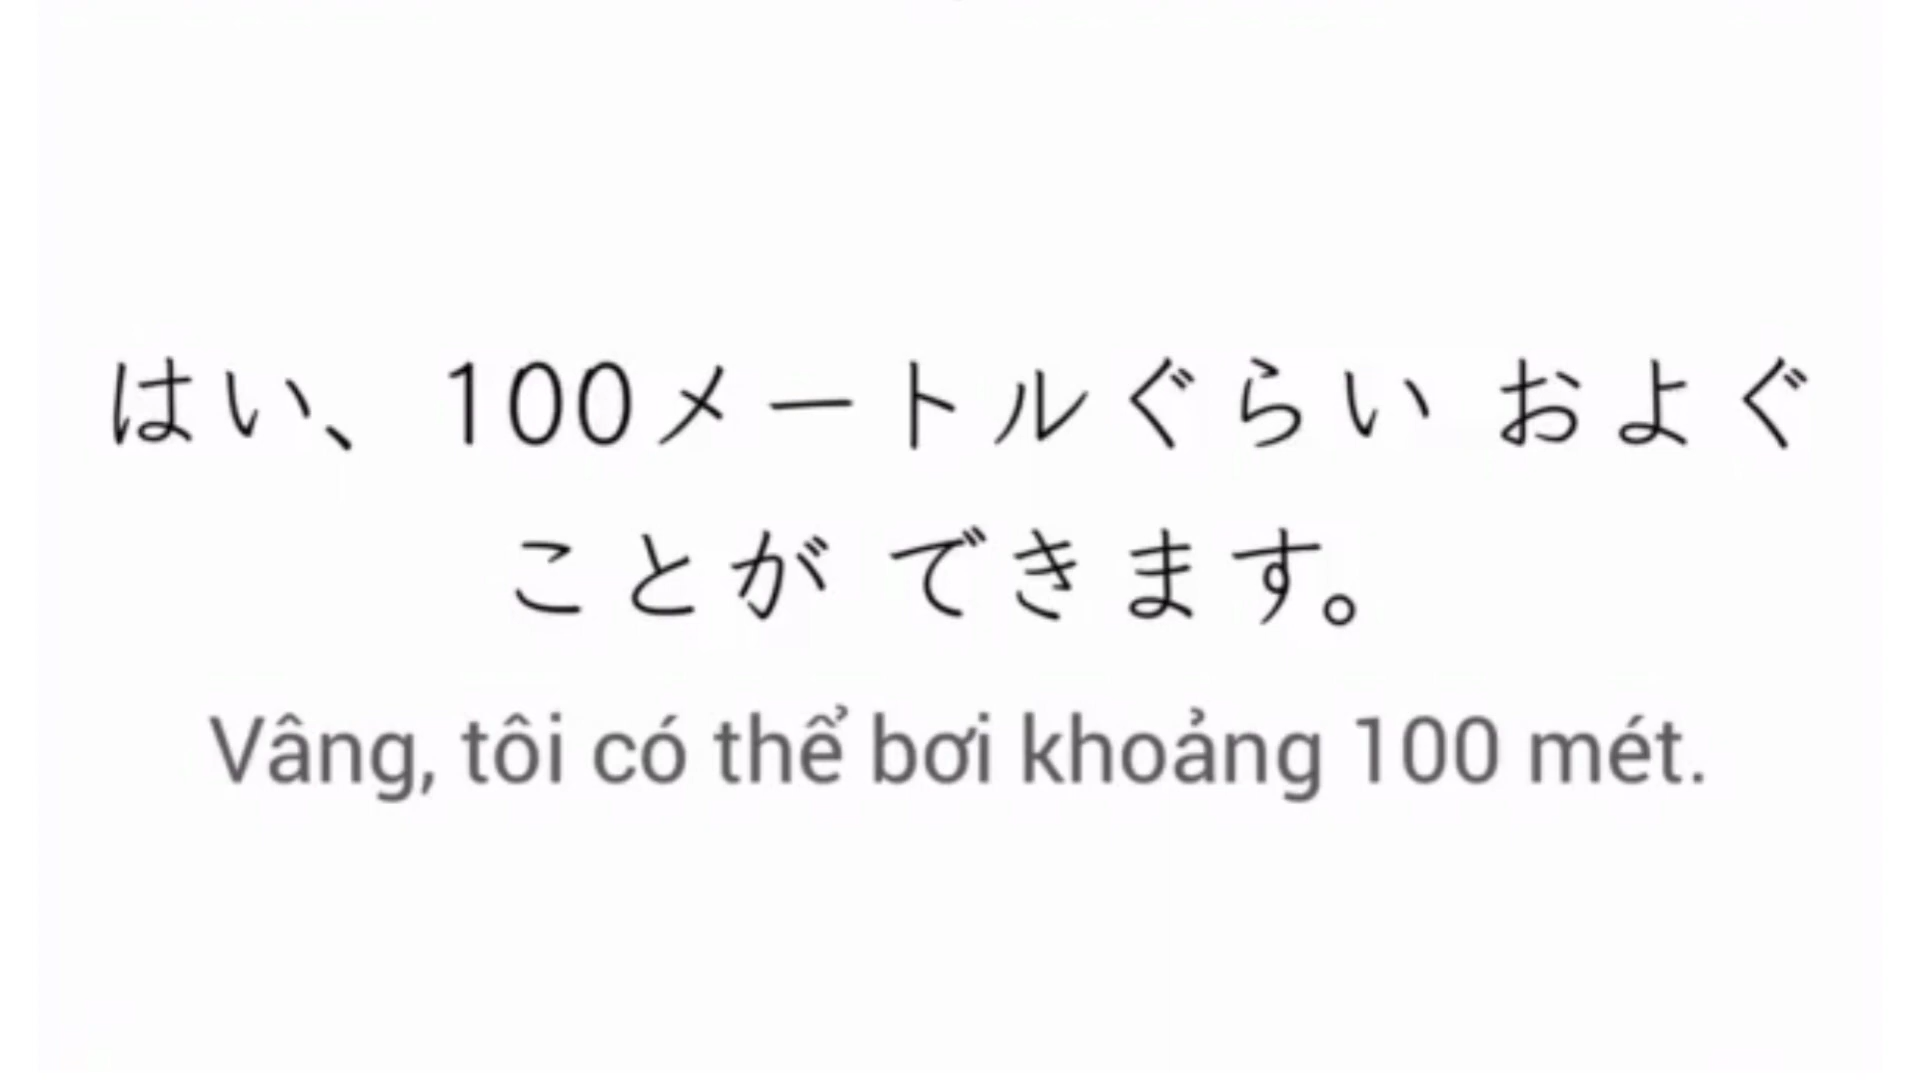 はい、100メートルぐらい およぐ
ことが できます。
Vâng, tôi có thể bơi khoảng 100 mét.